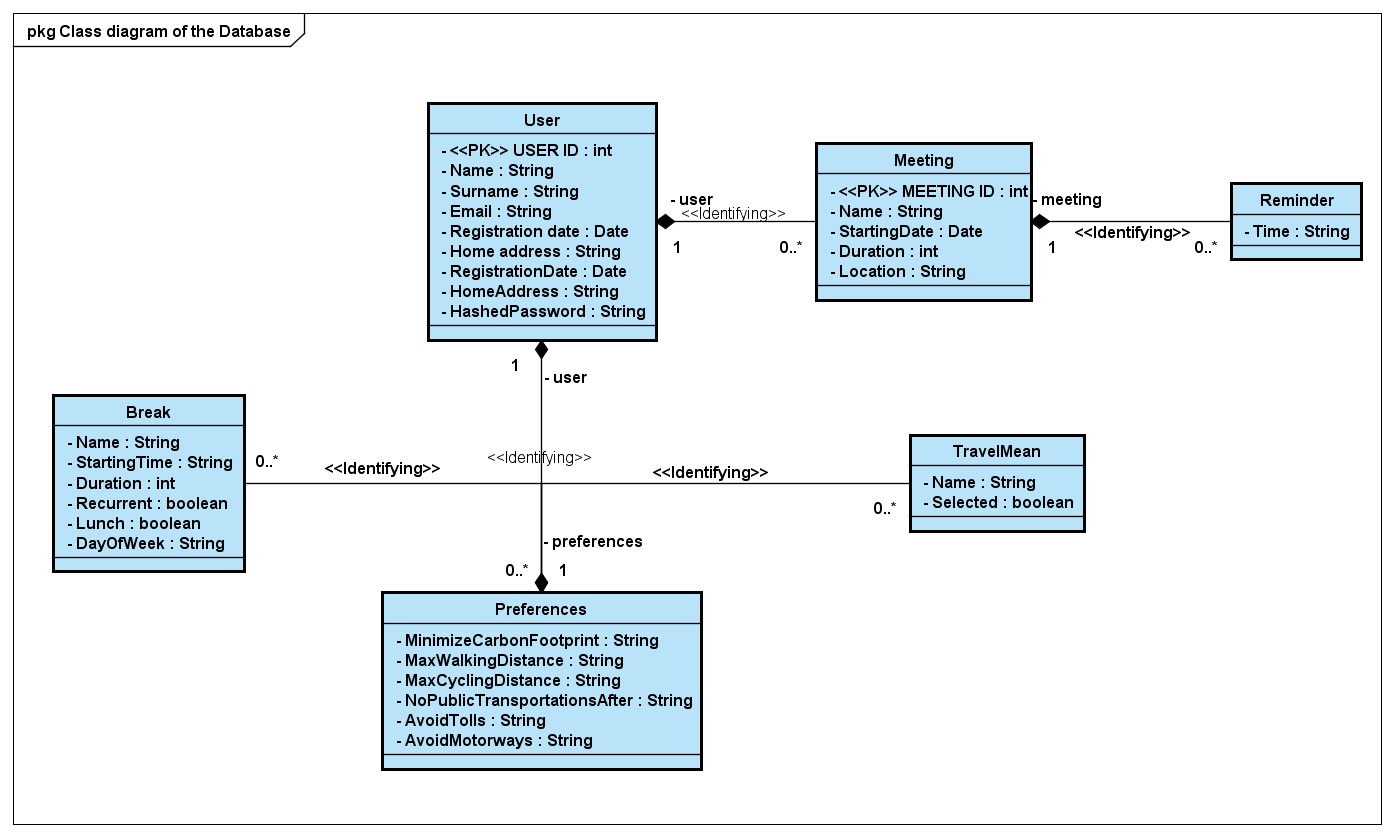 pkg Class diagram of the Database
User
- <<PK>> USER ID : int
- Name : String
- Surname : String
- Email : String
- Registration date : Date
- Home address : String
- RegistrationDate : Date
- HomeAddress : String
- HashedPassword : String
- user
<<Identifying>>
1
0..*
Meeting
- <<PK>> MEETING ID : int
- Name : String
- StartingDate : Date
- Duration : int
- Location : String
- meeting
<<Identifying>>
1
0..*
Reminder
- Time : String
1
- user
Break
- Name : String
- StartingTime : String
- Duration : int
- Recurrent : boolean
- Lunch : boolean
- DayOfWeek : String
0..*
<<Identifying>>
<<Identifying>>
<<Identifying>>
0..*
TravelMean
- Name : String
- Selected : boolean
- preferences
0..*
1
Preferences
- MinimizeCarbonFootprint : String
- MaxWalkingDistance : String
- MaxCyclingDistance : String
- NoPublicTransportationsAfter : String
- AvoidTolls : String
- AvoidMotorways : String